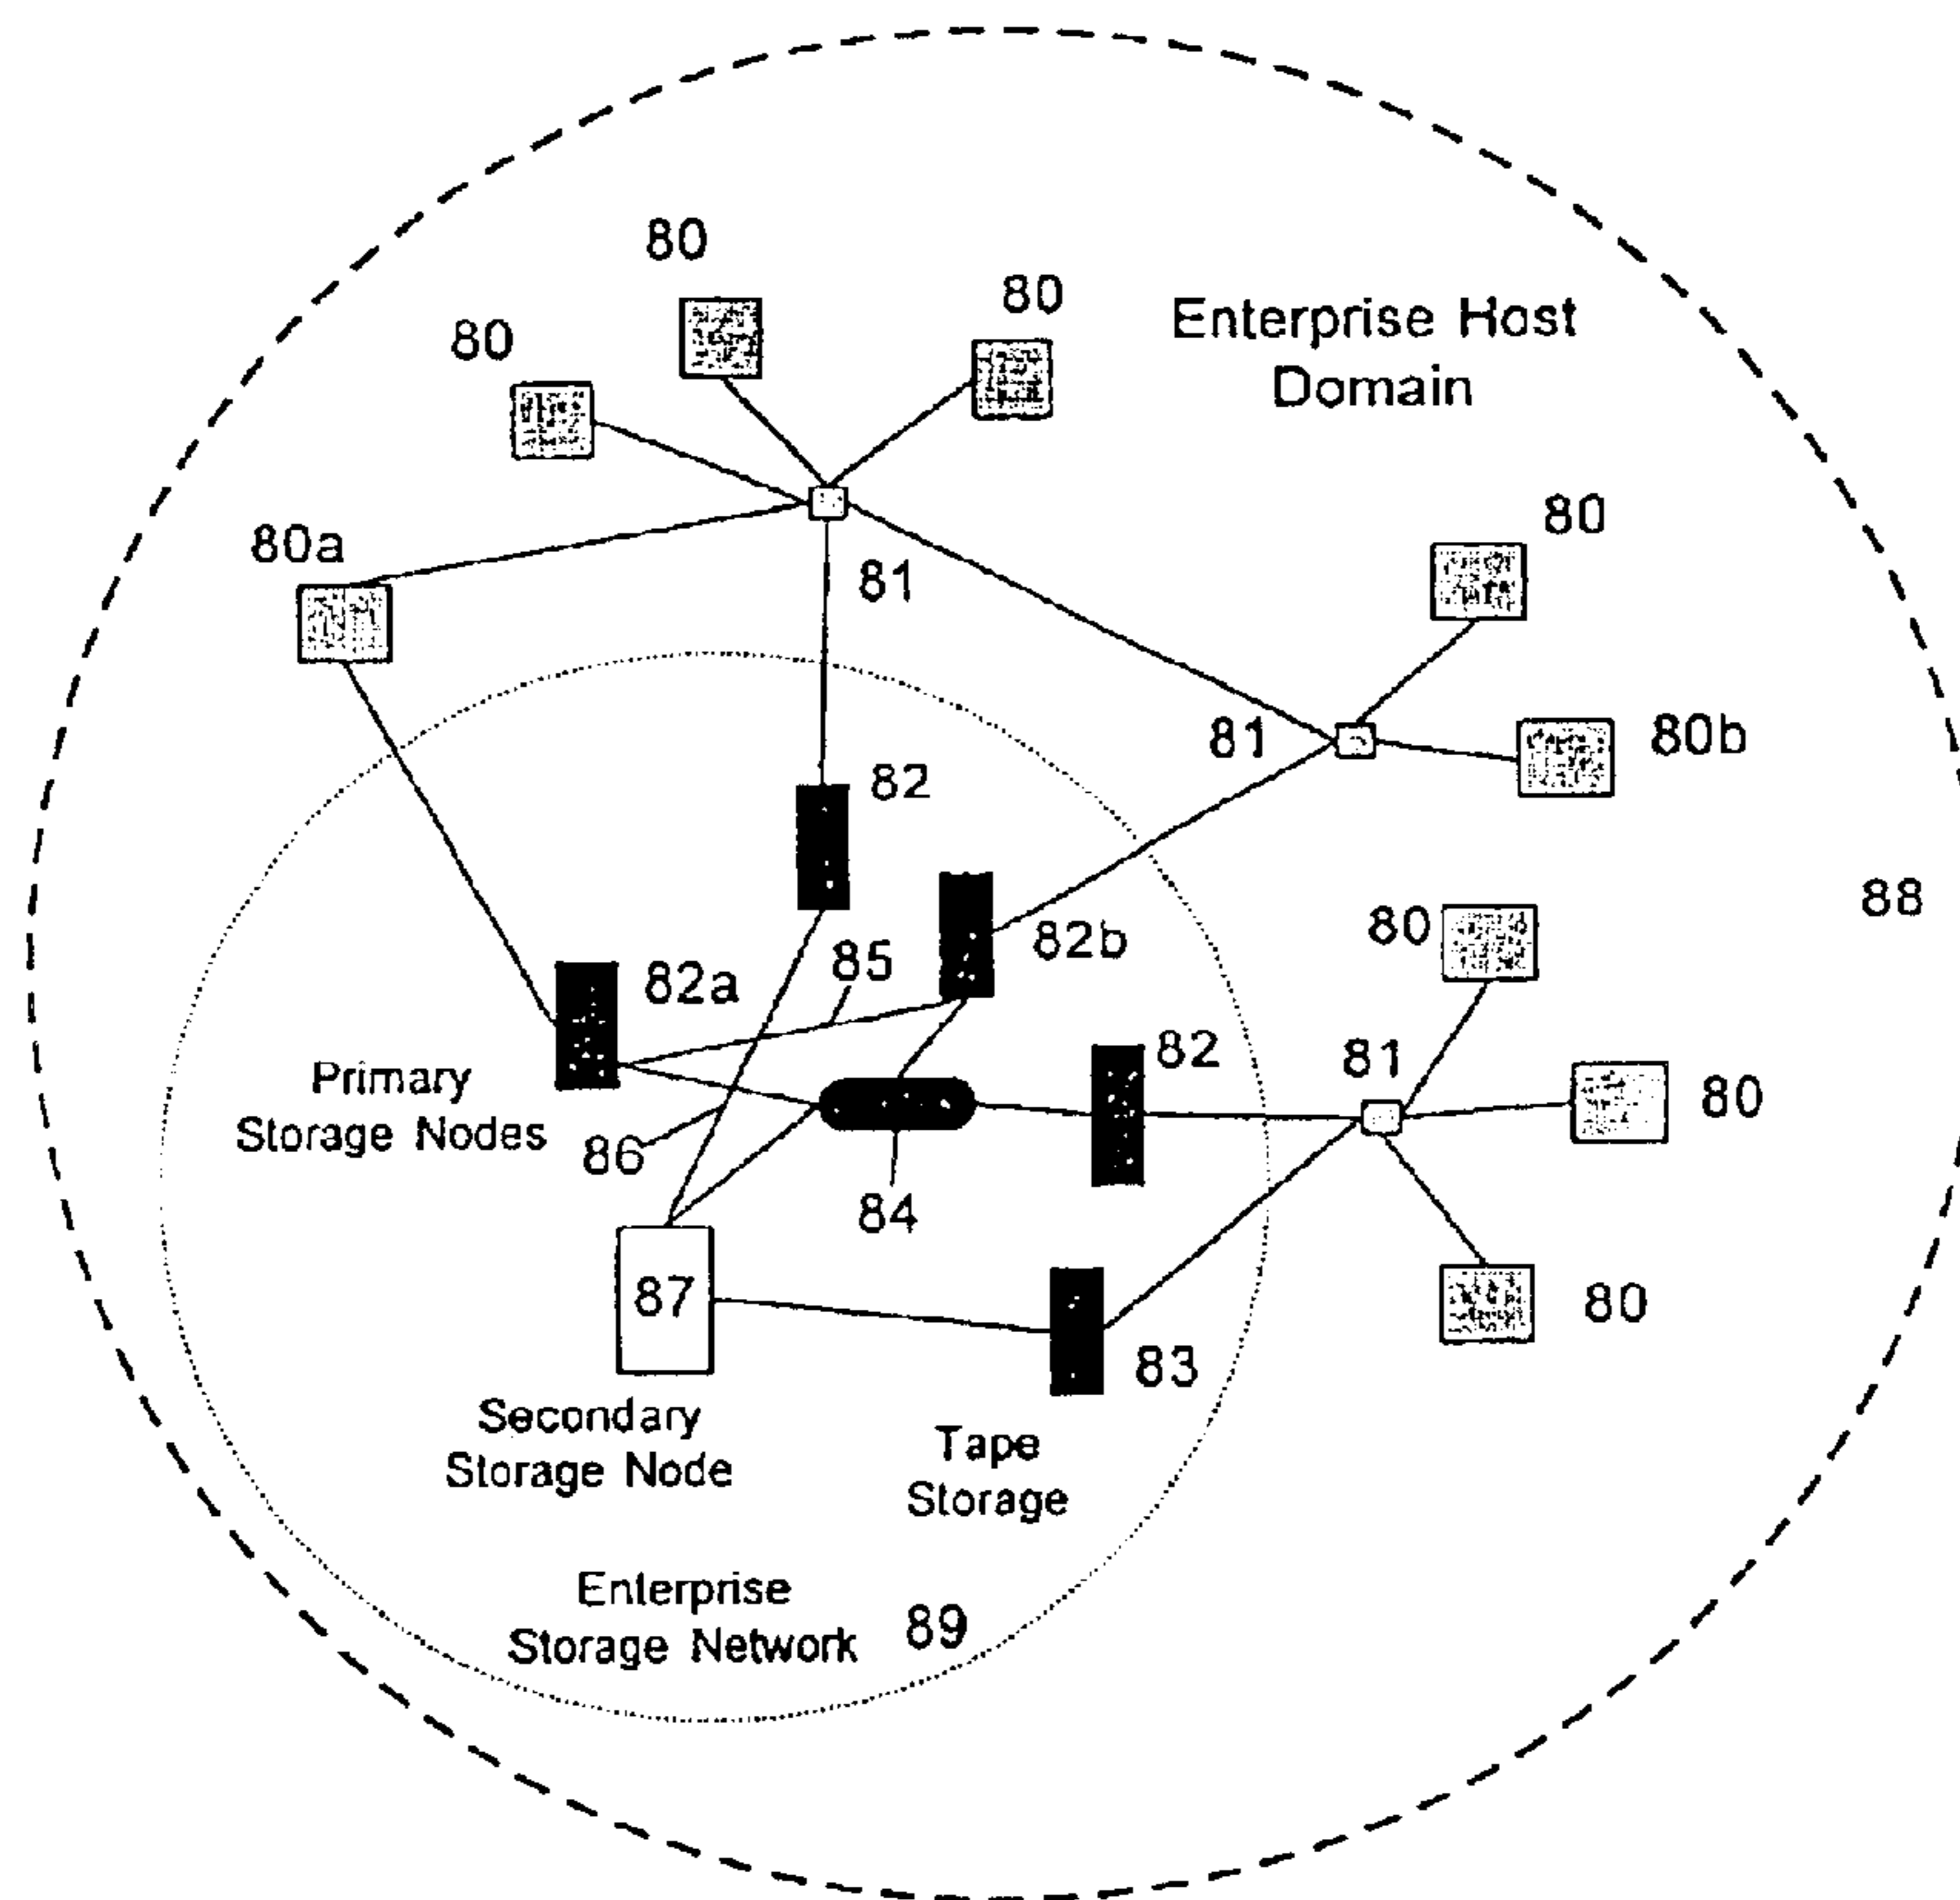 80
80
80
Enterprise Host
Domain
80a
80
81
81
80b
82
88
80
82b
85
82a
82
81
Primary
Storage Nodes
80
86
84
87
80
83
Secondary
Storage Node
Tape
Storage
Enterprise
Storage Network
89